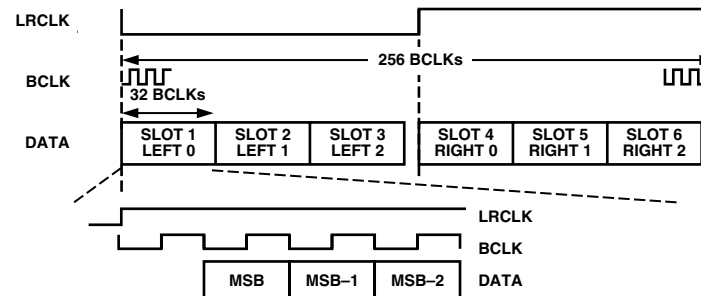 LRCLK
256 BCLKs
BCLK
32 BCLKs
DATA
SLOT 1
LEFT 0
SLOT 2
LEFT 1
SLOT 3
LEFT 2
SLOT 4
RIGHT 0
SLOT 5
RIGHT 1
SLOT 6
RIGHT 2
LRCLK
BCLK
MSB
MSB–1
MSB–2
DATA